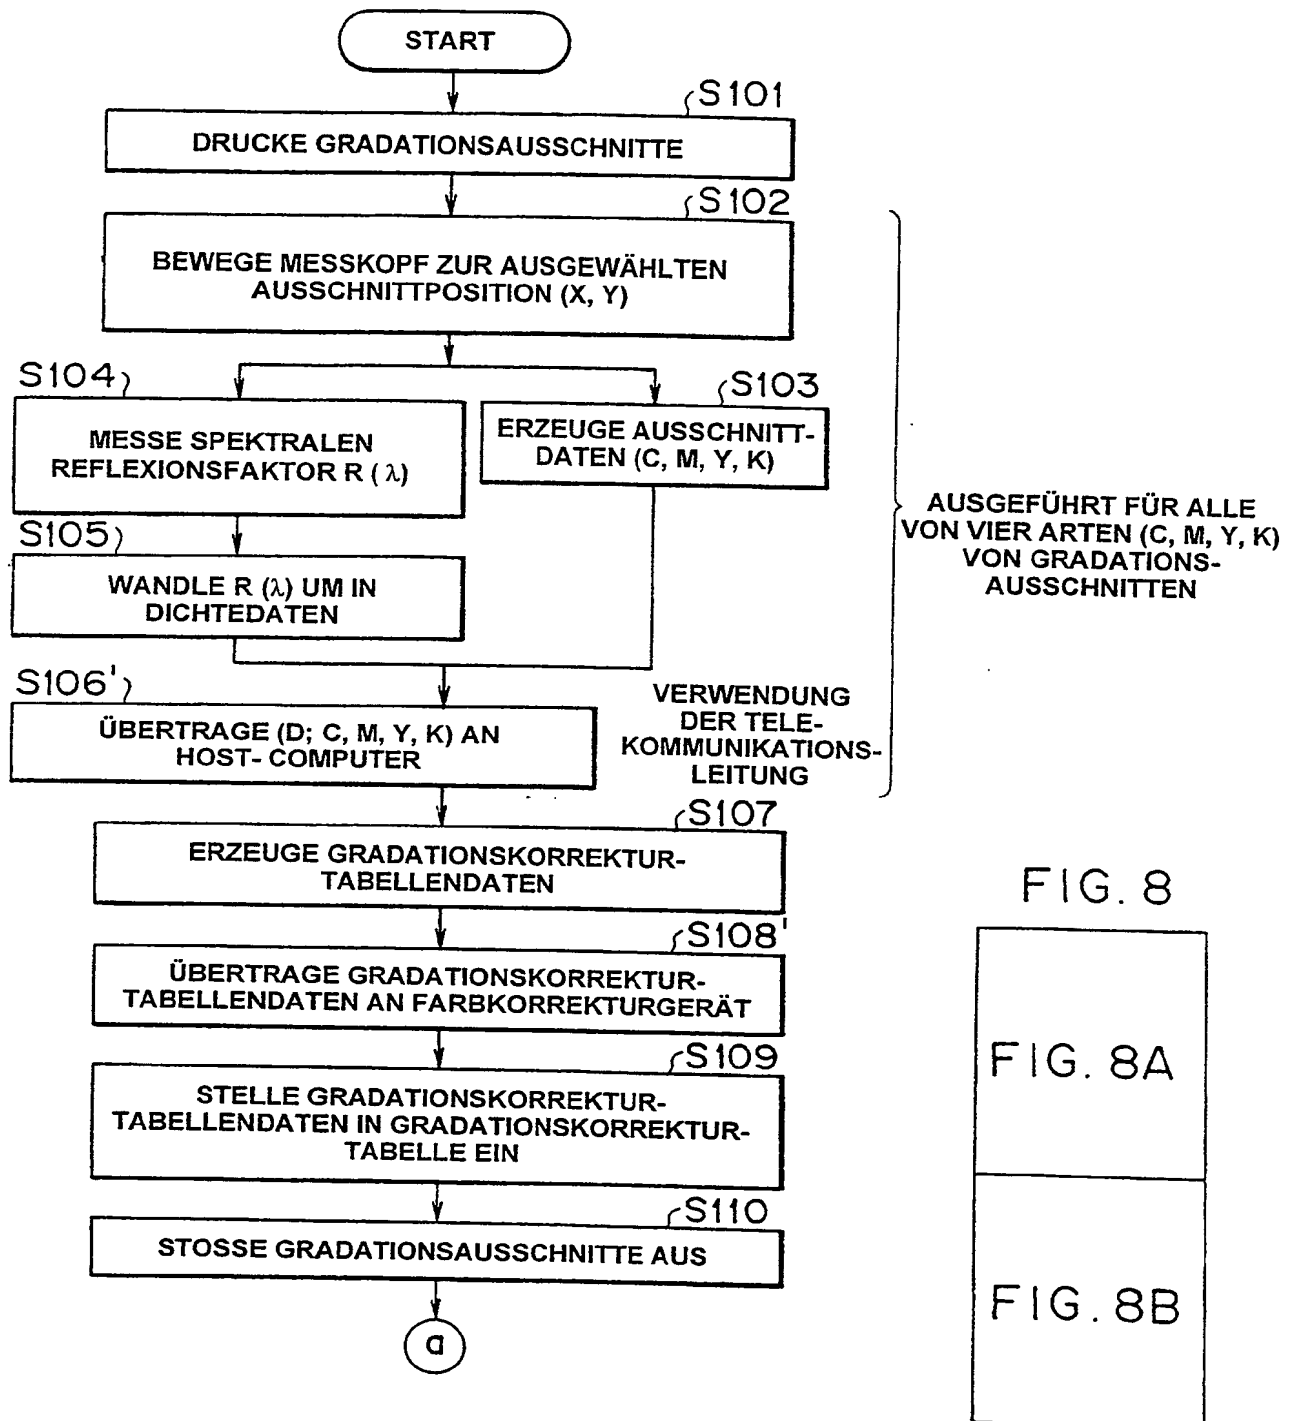 START
S101
DRUCKE GRADATIONSAUSSCHNITTE
S102
BEWEGE MESSKOPF ZUR AUSGEWÄHLTEN
AUSSCHNITTPOSITION (X, Y)
S104
MESSE SPEKTRALEN
REFLEXIONSFAKTOR R ( λ)
S103
ERZEUGE AUSSCHNITT-
DATEN (C, M, Y, K)
AUSGEFÜHRT FÜR ALLE
VON VIER ARTEN (C, M, Y, K)
VON GRADATIONS-
AUSSCHNITTEN
S105
WANDLE R (λ) UM IN
DICHTEDATEN
S106'
ÜBERTRAGE (D; C, M, Y, K) AN
HOST- COMPUTER
VERWENDUNG
DER TELE-
KOMMUNIKATIONS-
LEITUNG
S107
ERZEUGE GRADATIONSKORREKTUR-
TABELLENDATEN
S108'
ÜBERTRAGE GRADATIONSKORREKTUR-
TABELLENDATEN AN FARBKORREKTURGERÄT
S109
STELLE GRADATIONSKORREKTUR-
TABELLENDATEN IN GRADATIONSKORREKTUR-
TABELLE EIN
S110
STOSSE GRADATIONSAUSSCHNITTE AUS
a
FIG. 8
FIG. 8A
FIG. 8B